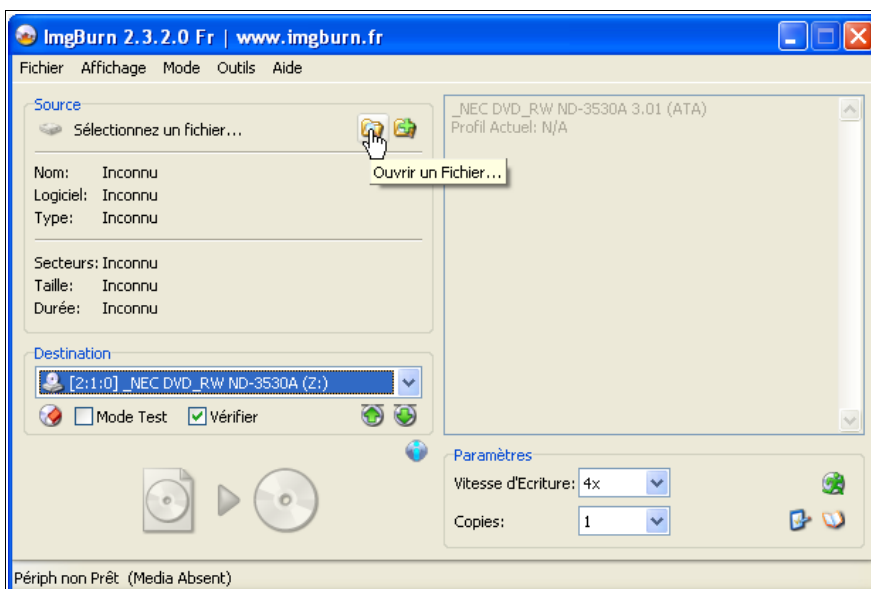 ImgBurn 2.3.2.0 Fr | www.imgburn.fr
Fichier Affichage Mode Outils Aide
Source
Sélectionnez un fichier...
Ouvrir un Fichier...
Nom: Inconnu
Logiciel: Inconnu
Type: Inconnu
Secteurs: Inconnu
Taille: Inconnu
Durée: Inconnu
Destination
[2:1:0] _NEC DVD_RW ND-3530A (Z:)
Mode Test Vérifier
_NEC DVD_RW ND-3530A 3.01 (ATA)
Profil Actuel: N/A
Paramètres
Vitesse d'Ecriture: 4x
Copies: 1
Périph non Prêt (Media Absent)